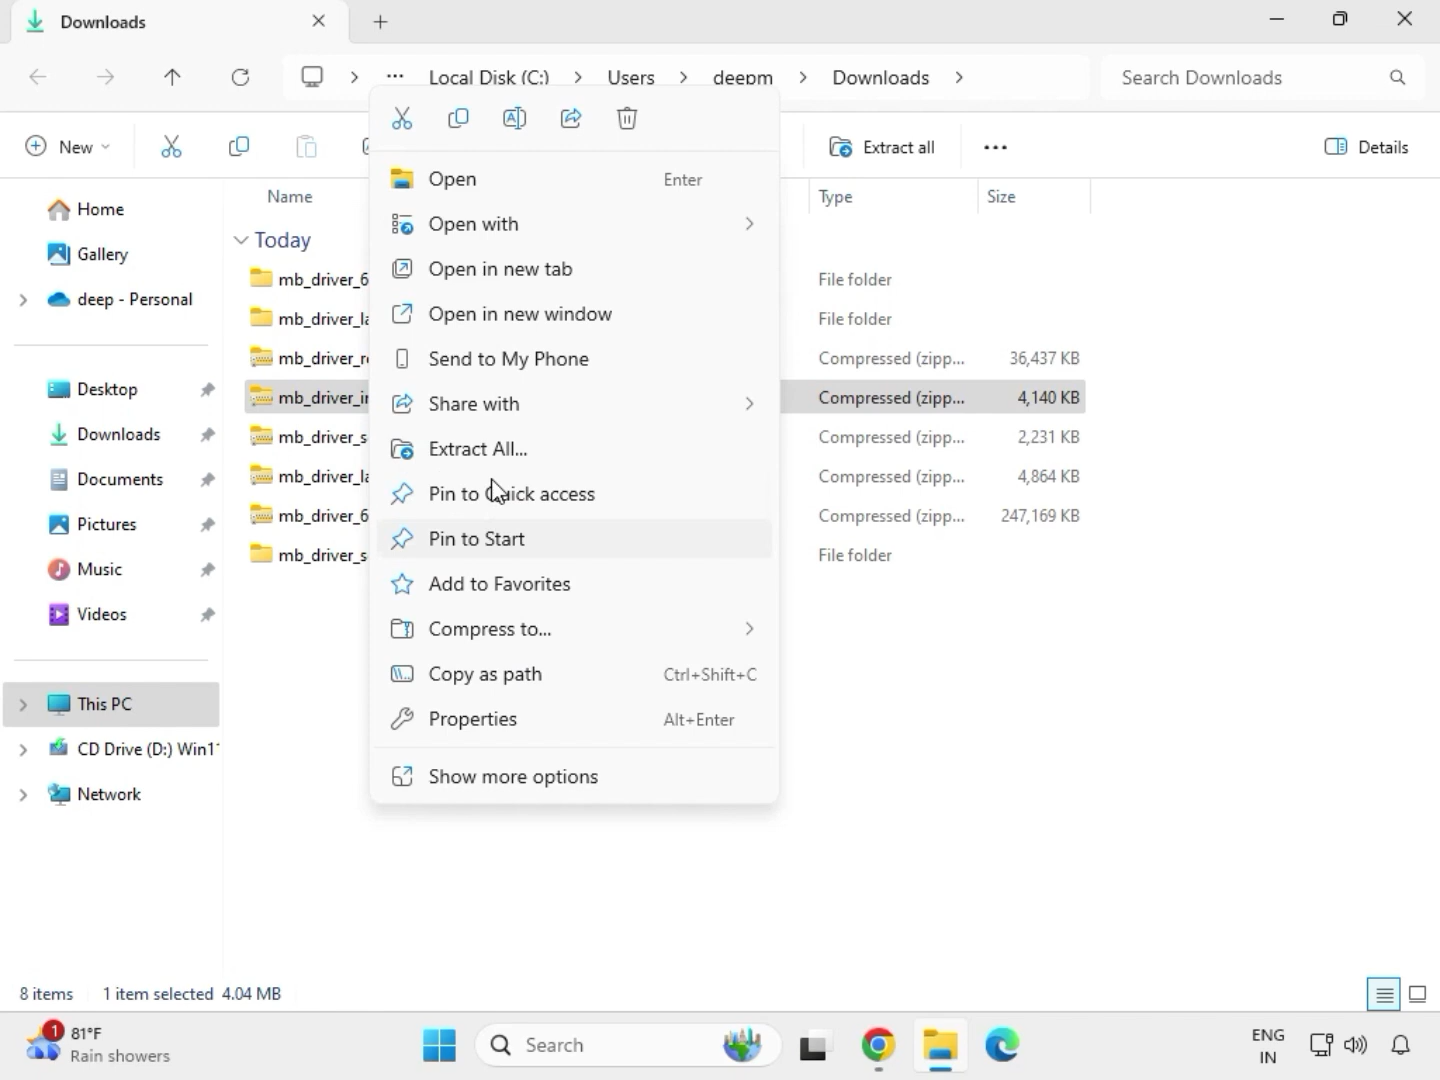 Downloads
Local Disk (C:) > Users > deepm > Downloads >
Search Downloads
New
Extract all
Details
Name
Type
Size
Today
mb_driver_6
File folder
mb_driver_la
File folder
mb_driver_r
Compressed (zipp... 36,437 KB
mb_driver_i
Compressed (zipp... 4,140 KB
mb_driver_s
Compressed (zipp... 2,231 KB
mb_driver_la
Compressed (zipp... 4,864 KB
mb_driver_6
Compressed (zipp... 247,169 KB
mb_driver_s
File folder
Home
Gallery
deep - Personal
Desktop
Downloads
Documents
Pictures
Music
Videos
This PC
CD Drive (D:) Win1
Network
Open Enter
Open with
Open in new tab
Open in new window
Send to My Phone
Share with
Extract All...
Pin to Quick access
Pin to Start
Add to Favorites
Compress to...
Copy as path Ctrl+Shift+C
Properties Alt+Enter
Show more options
8 items 1 item selected 4.04 MB
1
81°F
Rain showers
Search
ENG
IN